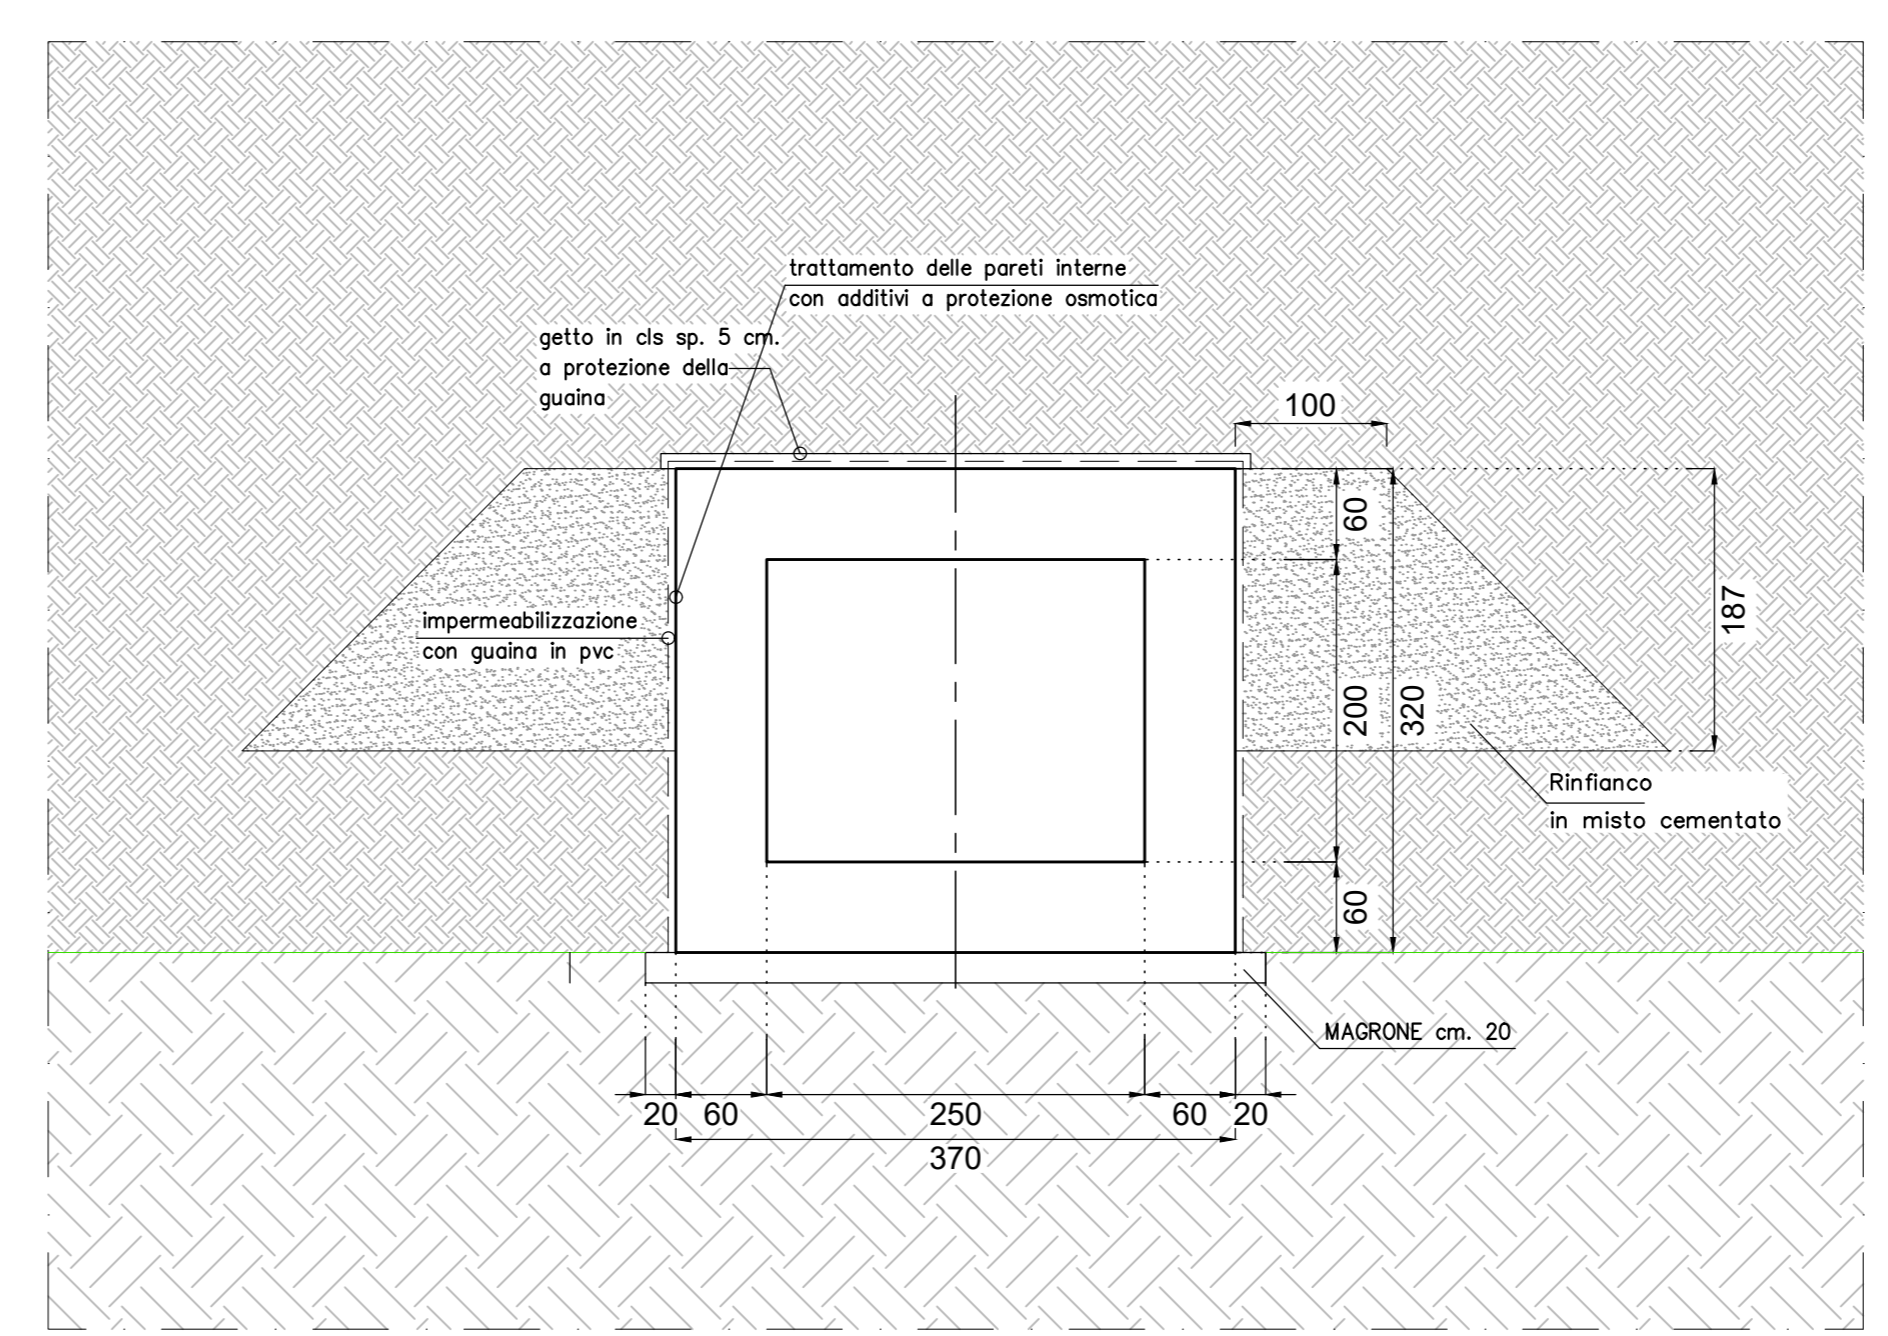 trattamento delle pareti interne
con additivi a protezione osmotica
getto in cls sp. 5 cm.
a protezione della
guaina
100
60
187
impermeabilizzazione
con guaina in pvc
200
320
Rinfianco
in misto cementato
60
MAGRONE cm. 20
20 60 250 60 20
370